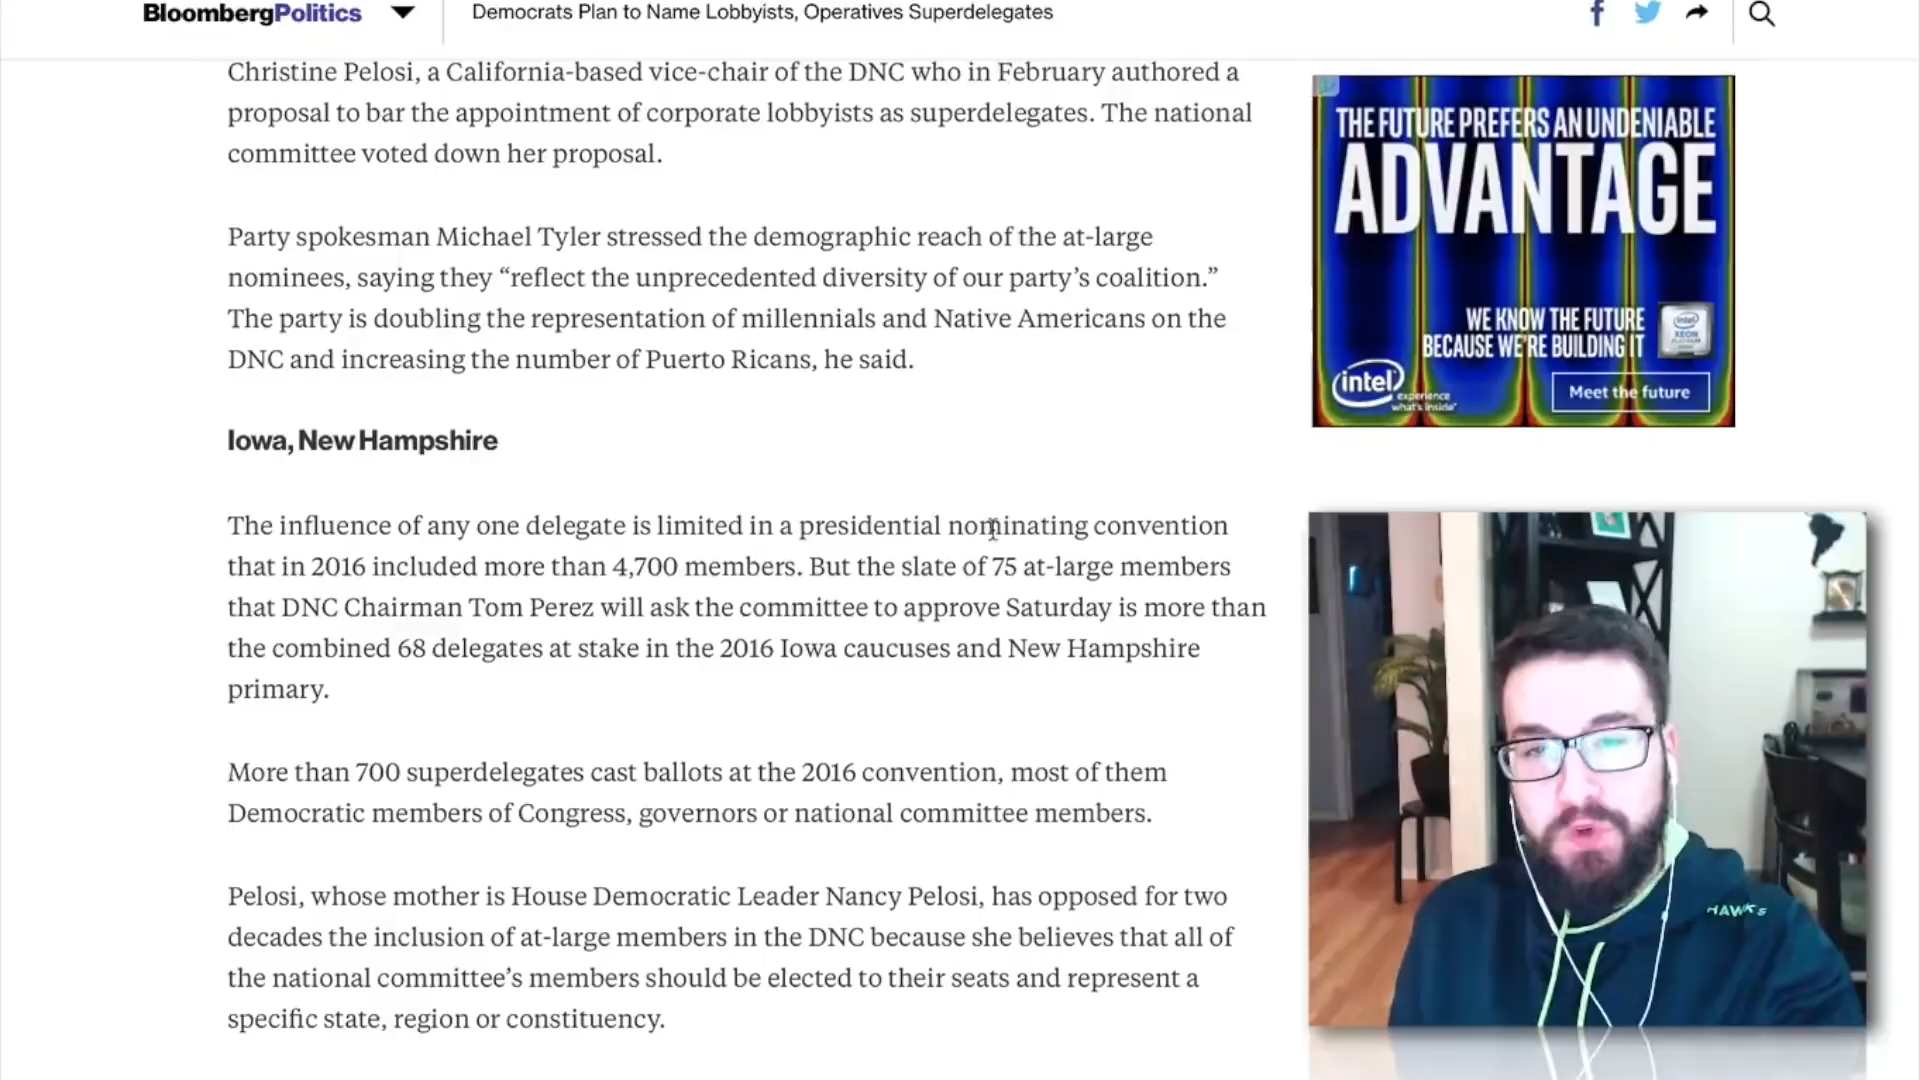 BloombergPolitics
Democrats Plan to Name Lobbyists, Operatives Superdelegates
Christine Pelosi, a California-based vice-chair of the DNC who in February authored a
proposal to bar the appointment of corporate lobbyists as superdelegates. The national
committee voted down her proposal.
Party spokesman Michael Tyler stressed the demographic reach of the at-large
nominees, saying they “reflect the unprecedented diversity of our party’s coalition.”
The party is doubling the representation of millennials and Native Americans on the
DNC and increasing the number of Puerto Ricans, he said.
Iowa, New Hampshire
The influence of any one delegate is limited in a presidential nominating convention
that in 2016 included more than 4,700 members. But the slate of 75 at-large members
that DNC Chairman Tom Perez will ask the committee to approve Saturday is more than
the combined 68 delegates at stake in the 2016 Iowa caucuses and New Hampshire
primary.
More than 700 superdelegates cast ballots at the 2016 convention, most of them
Democratic members of Congress, governors or national committee members.
Pelosi, whose mother is House Democratic Leader Nancy Pelosi, has opposed for two
decades the inclusion of at-large members in the DNC because she believes that all of
the national committee’s members should be elected to their seats and represent a
specific state, region or constituency.
THE FUTURE PREFERS AN UNDENIABLE
ADVANTAGE
WE KNOW THE FUTURE
BECAUSE WE'RE BUILDING IT
intel
XEON
PLATINUM
intel
experience
what's inside
Meet the future
HAWKS